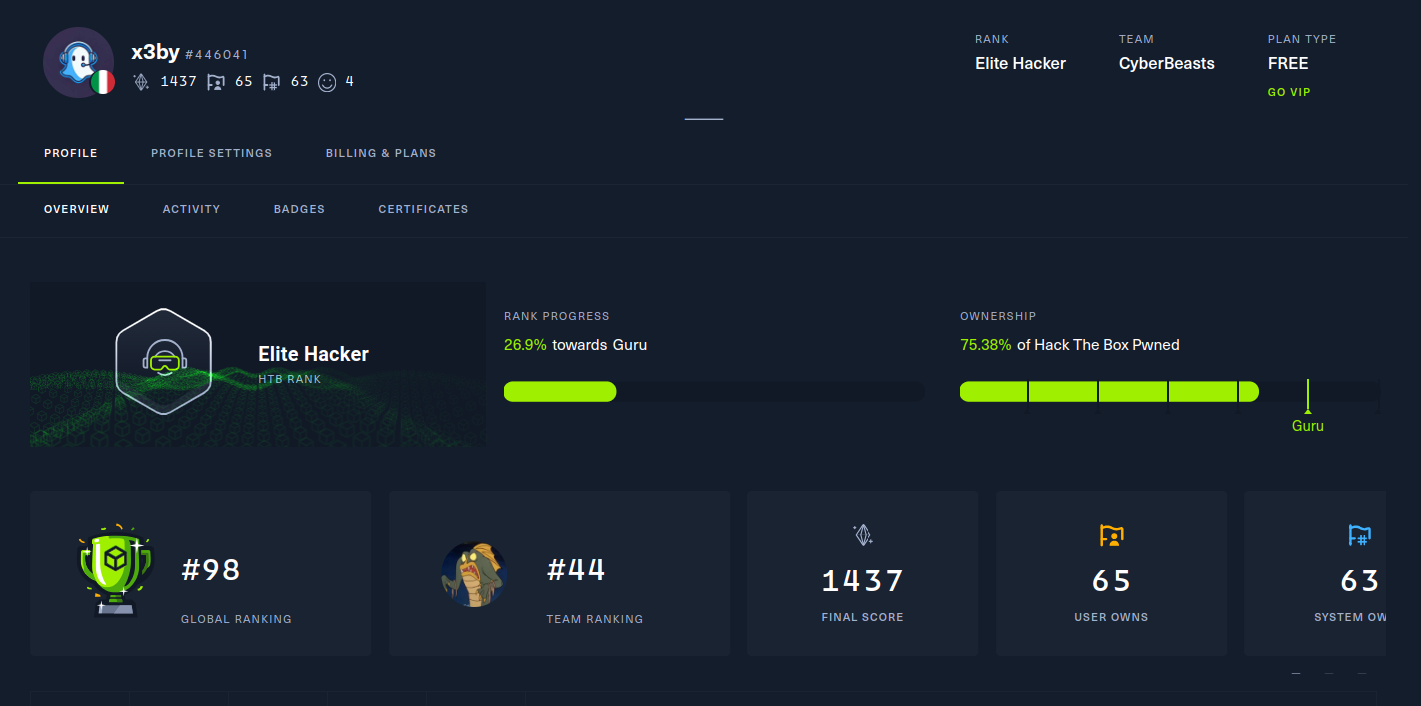 x3by #446041
1437 65 63 4
RANK
Elite Hacker
TEAM
CyberBeasts
PLAN TYPE
FREE
GO VIP
PROFILE PROFILE SETTINGS BILLING & PLANS
OVERVIEW ACTIVITY BADGES CERTIFICATES
Elite Hacker
HTB RANK
RANK PROGRESS
26.9% towards Guru
OWNERSHIP
75.38% of Hack The Box Pwned
Guru
#98
GLOBAL RANKING
#44
TEAM RANKING
1437
FINAL SCORE
65
USER OWNS
63
SYSTEM OW